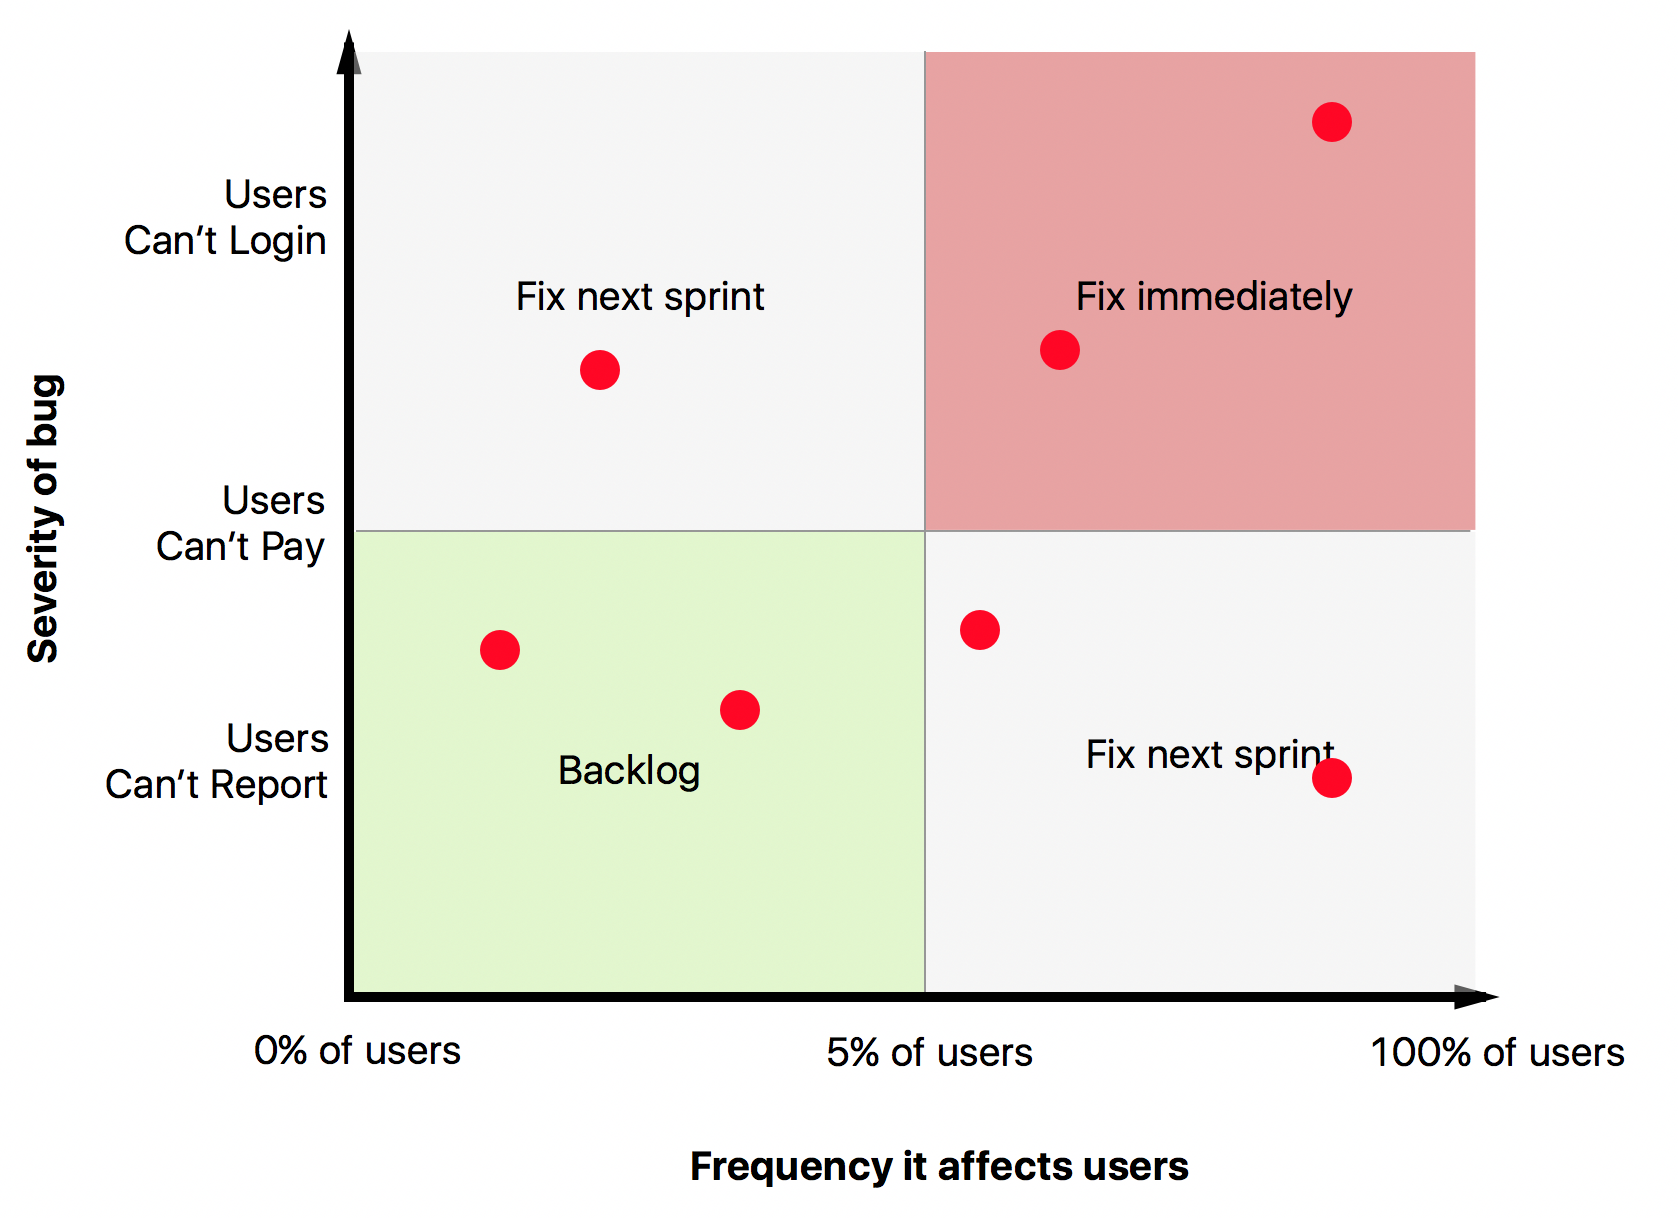 Users
Can’t Login
Fix next sprint
Fix immediately
Severity of bug
Users
Can’t Pay
Users
Can’t Report
Backlog
Fix next sprint
0% of users
5% of users
100% of users
Frequency it affects users